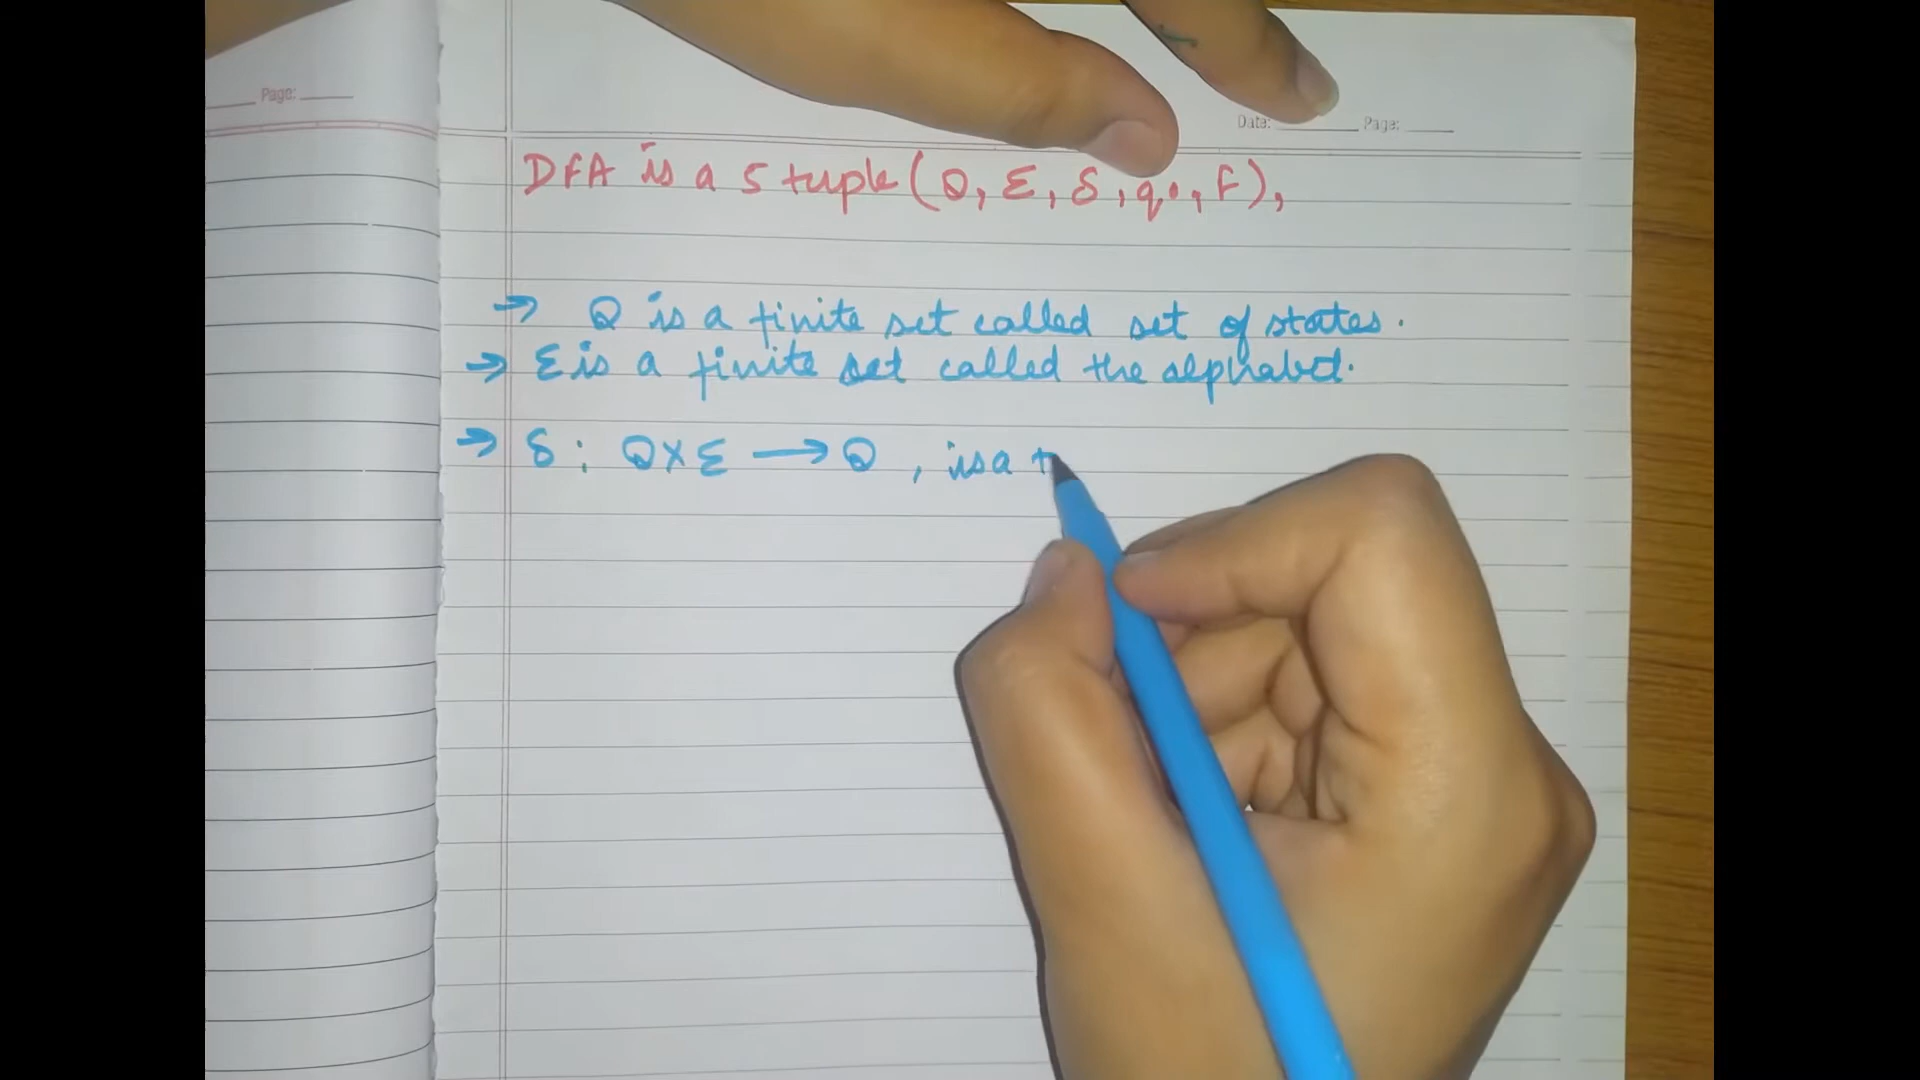 Page:
Date: Page:
DFA is a 5 tuple (Q, Σ, δ, q0, F),
→ Q is a finite set called set of states.
→ Σ is a finite set called the alphabet.
→ δ : Q×Σ → Q , is a t